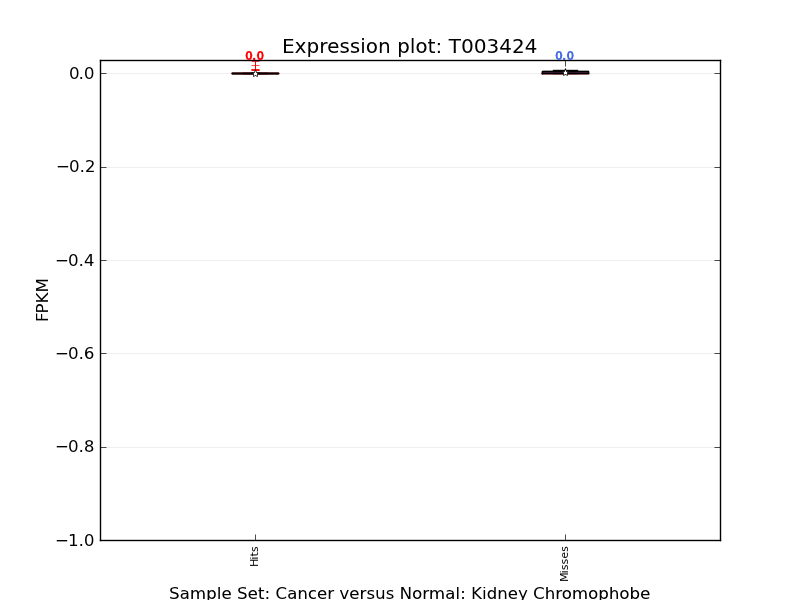 Expression plot: T003424
0.0 0.0
0.0
−0.2
−0.4
−0.6
−0.8
−1.0
FPKM
Hits Misses
Sample Set: Cancer versus Normal: Kidney Chromophobe